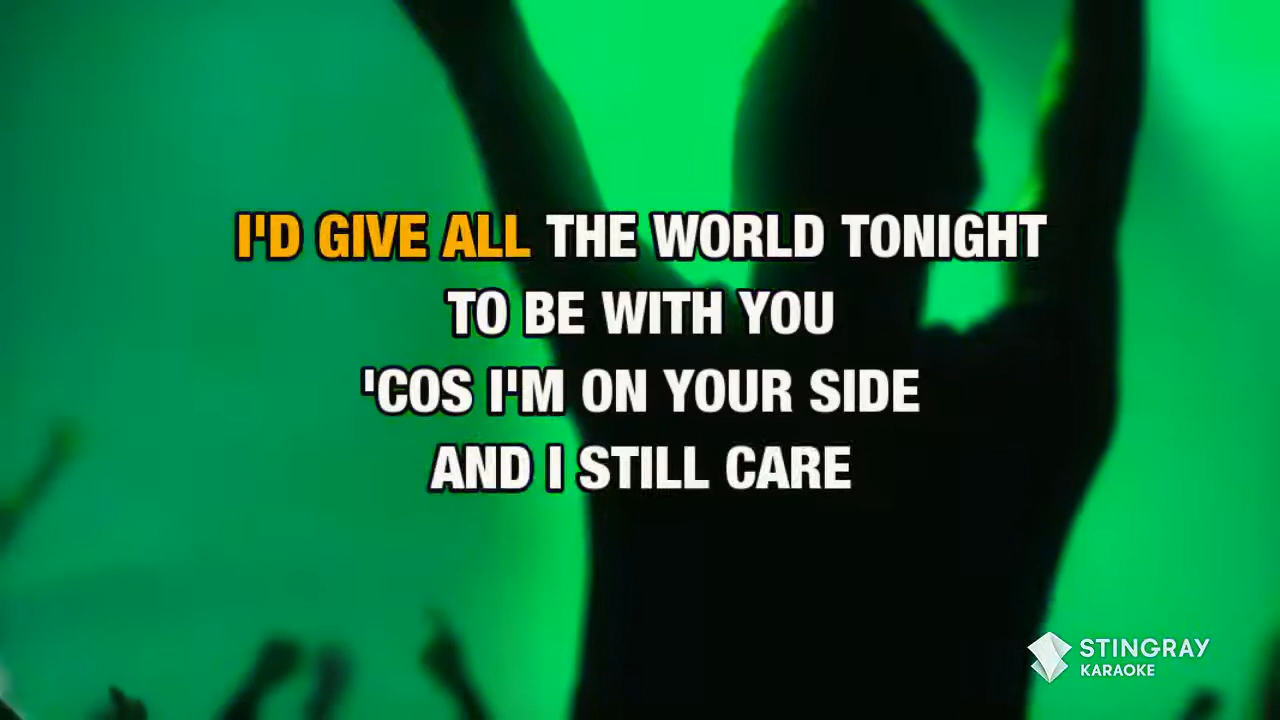 I'D GIVE ALL THE WORLD TONIGHT
TO BE WITH YOU
'COS I'M ON YOUR SIDE
AND I STILL CARE
STINGRAY
KARAOKE